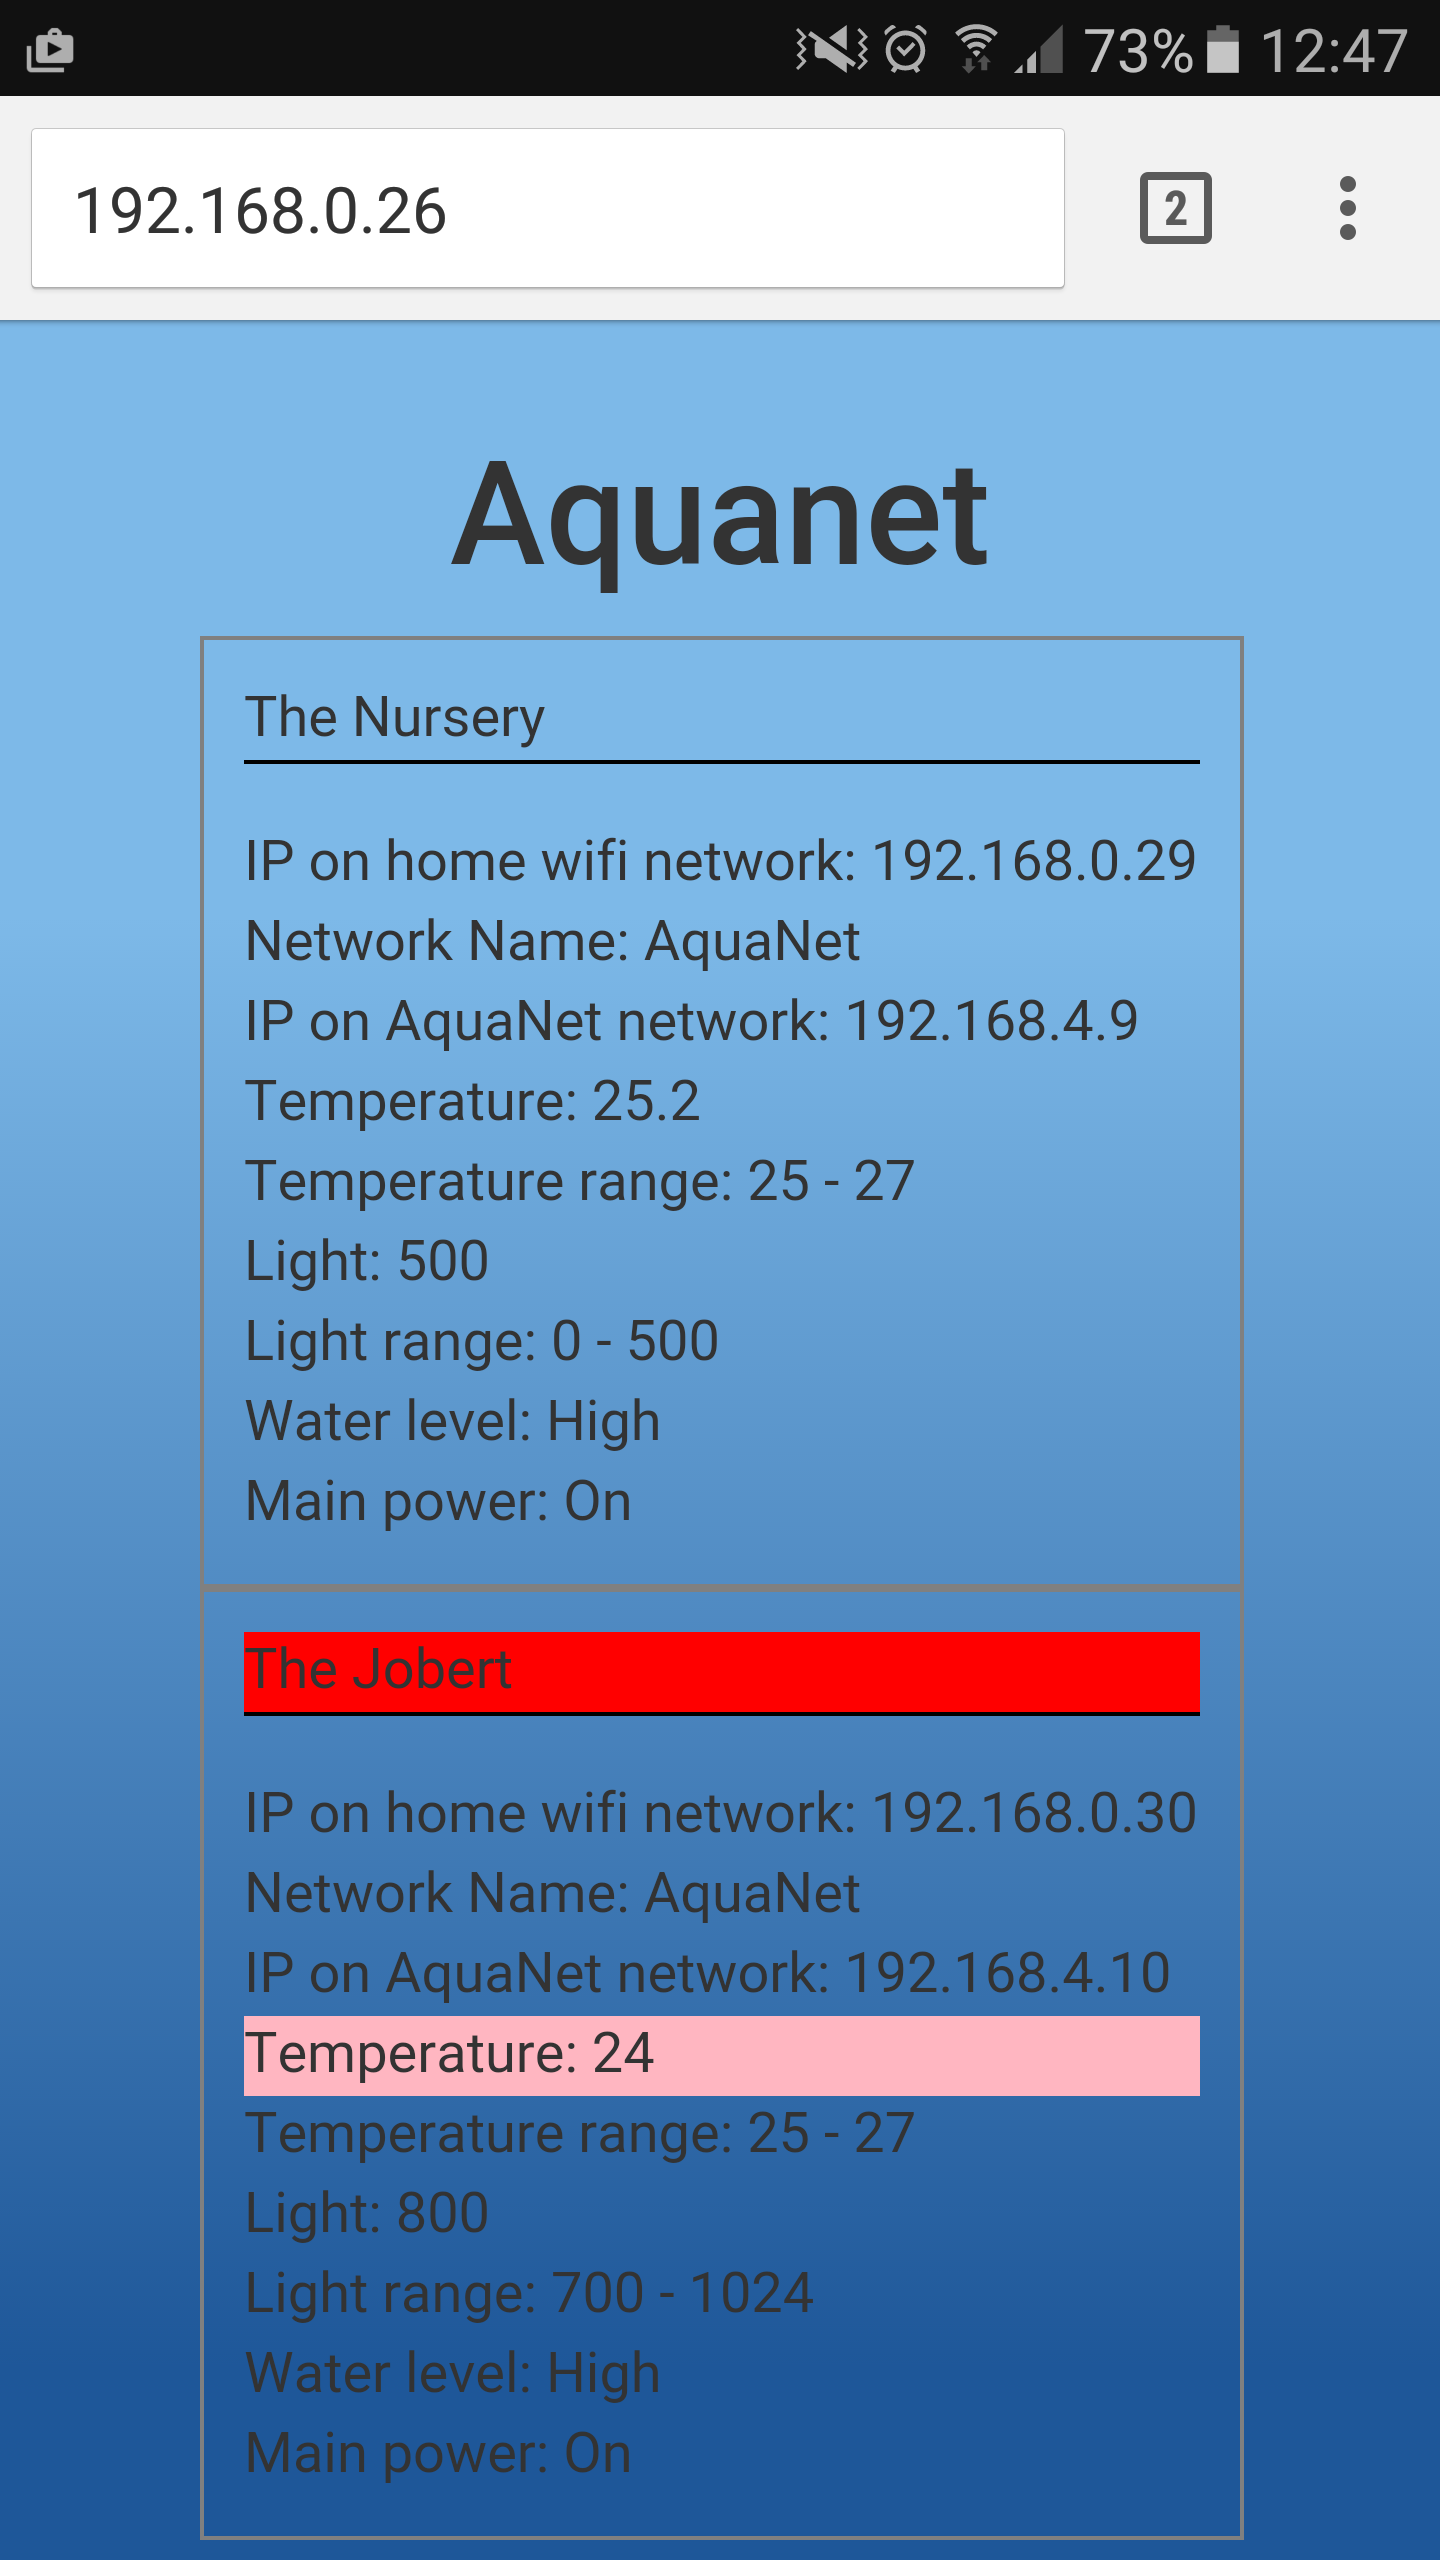 73% 12:47
192.168.0.26
2
Aquanet
The Nursery
IP on home wifi network: 192.168.0.29
Network Name: AquaNet
IP on AquaNet network: 192.168.4.9
Temperature: 25.2
Temperature range: 25 - 27
Light: 500
Light range: 0 - 500
Water level: High
Main power: On
The Jobert
IP on home wifi network: 192.168.0.30
Network Name: AquaNet
IP on AquaNet network: 192.168.4.10
Temperature: 24
Temperature range: 25 - 27
Light: 800
Light range: 700 - 1024
Water level: High
Main power: On